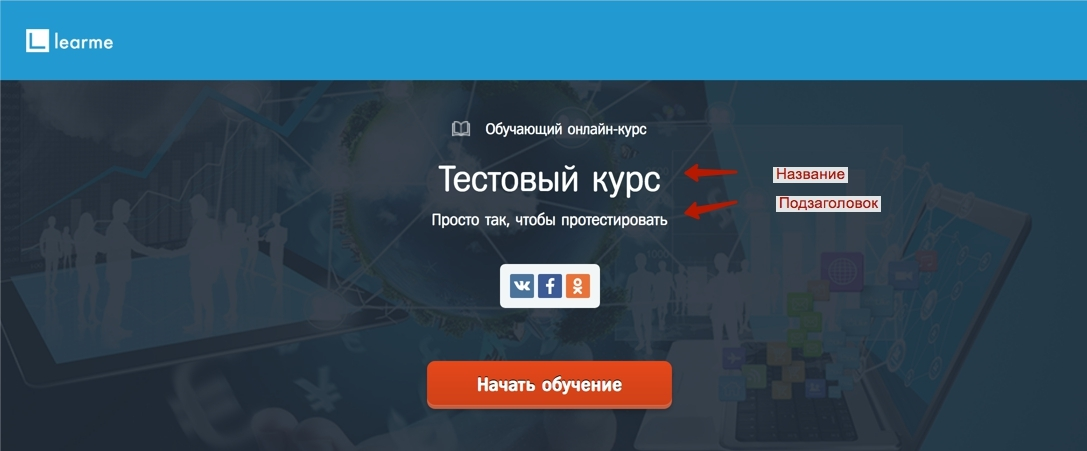 learme
Обучающий онлайн-курс
Тестовый курс
Название
Просто так, чтобы протестировать
Подзаголовок
Начать обучение